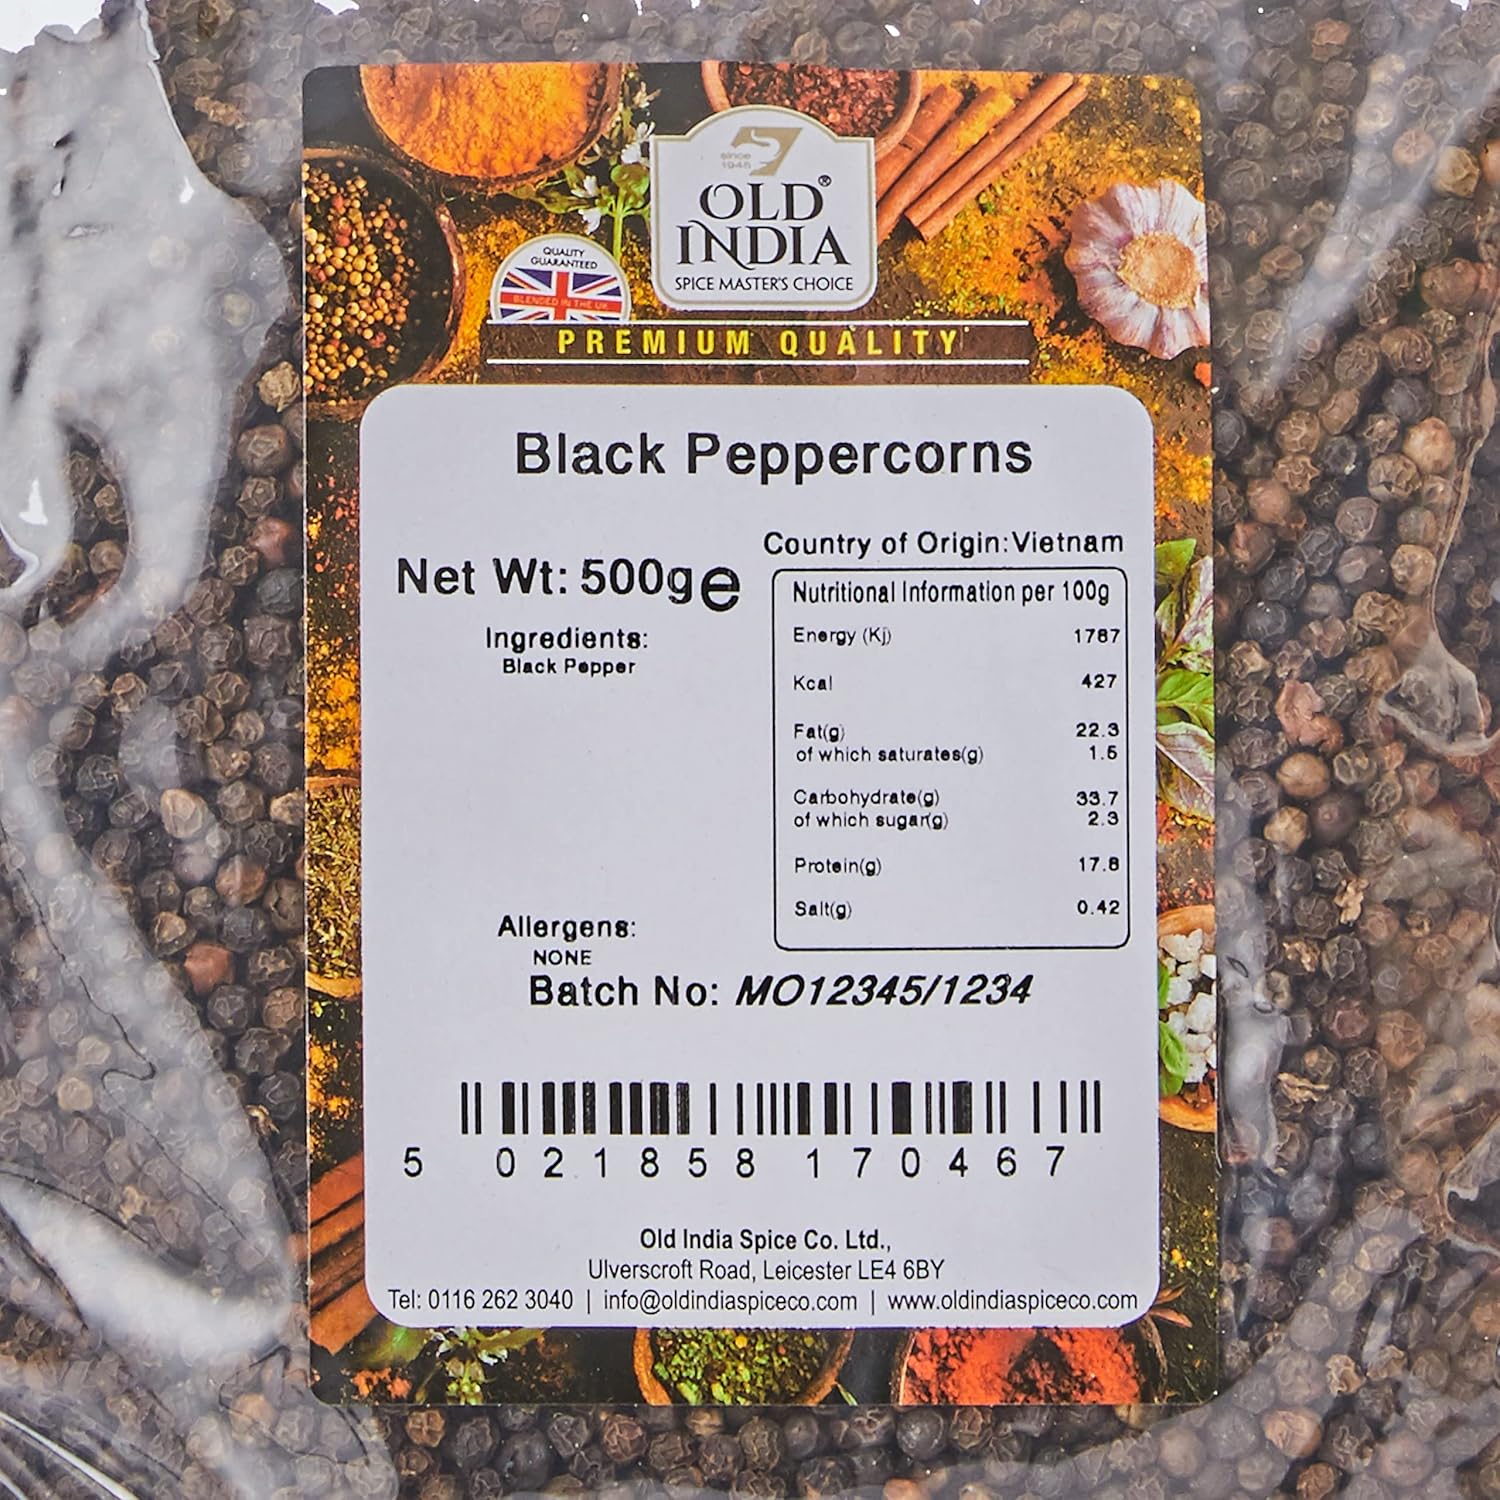 since
1945
OLD®
INDIA
SPICE MASTER'S CHOICE
QUALITY
GUARANTEED
BLENDED IN THE UK
PREMIUM QUALITY
Black Peppercorns
Country of Origin:Vietnam
Net Wt: 500g℮
Ingredients:
Black Pepper
Nutritional Information per 100g
Energy (Kj) 1787
Kcal 427
Fat(g) 22.3
of which saturates(g) 1.5
Carbohydrate(g) 33.7
of which sugar(g) 2.3
Protein(g) 17.8
Salt(g) 0.42
Allergens:
NONE
Batch No: MO12345/1234
5 021858 170467
Old India Spice Co. Ltd.,
Ulverscroft Road, Leicester LE4 6BY
Tel: 0116 262 3040 | info@oldindiaspiceco.com | www.oldindiaspiceco.com